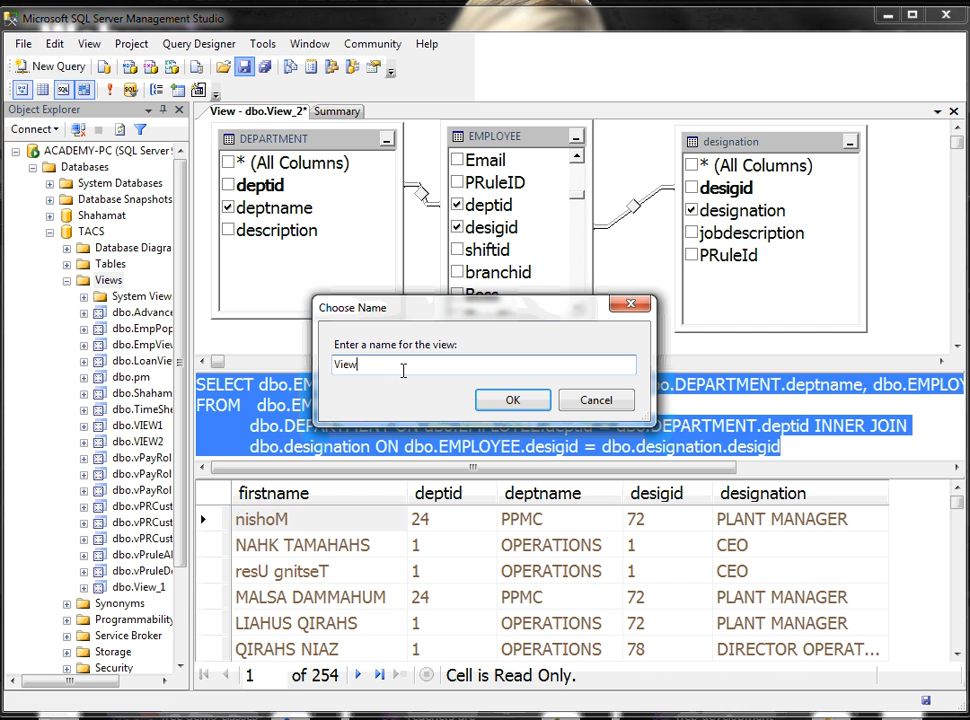 Microsoft SQL Server Management Studio
File Edit View Project Query Designer Tools Window Community Help
New Query
Object Explorer
View - dbo.View_2* Summary
Connect
ACADEMY-PC (SQL Server
Databases
System Databases
Database Snapshots
Shahamat
TACS
Database Diagra
Tables
Views
System View
dbo.Advance
dbo.EmpPop
dbo.EmpView
dbo.LoanView
dbo.pm
dbo.Shaham
dbo.TimeShe
dbo.VIEW1
dbo.VIEW2
dbo.vPayRol
dbo.vPayRol
dbo.vPayRol
dbo.vPRCust
dbo.vPRCust
dbo.vPRCust
dbo.vPruleAl
dbo.vPruleDe
dbo.View_1
Synonyms
Programmability
Service Broker
Storage
Security
DEPARTMENT
* (All Columns)
deptid
deptname
description
EMPLOYEE
Email
PRuleID
deptid
desigid
shiftid
branchid
designation
* (All Columns)
desigid
designation
jobdescription
PRuleId
Choose Name
Enter a name for the view:
View
OK Cancel
SELECT dbo.EM o.DEPARTMENT.deptname, dbo.EMPLOY
FROM dbo.EM
dbo.DE DEPARTMENT.deptid INNER JOIN
dbo.designation ON dbo.EMPLOYEE.desigid = dbo.designation.desigid
firstname deptid deptname desigid designation
nishoM 24 PPMC 72 PLANT MANAGER
NAHK TAMAHAHS 1 OPERATIONS 1 CEO
resU gnitseT 1 OPERATIONS 1 CEO
MALSA DAMMAHUM 24 PPMC 72 PLANT MANAGER
LIAHUS QIRAHS 1 OPERATIONS 72 PLANT MANAGER
QIRAHS NIAZ 1 OPERATIONS 78 DIRECTOR OPERAT...
1 of 254 Cell is Read Only.